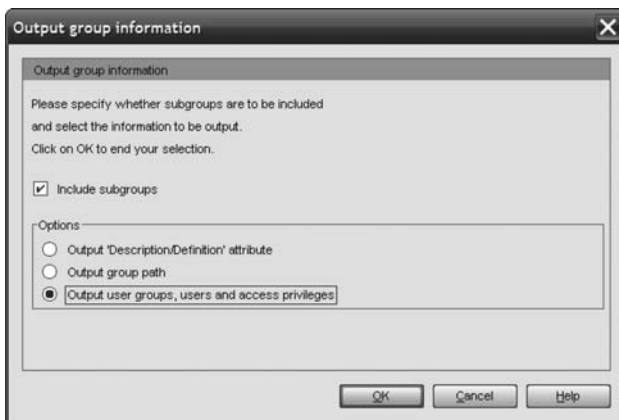 Output group information
Output group information
Please specify whether subgroups are to be included
and select the information to be output.
Click on OK to end your selection.
Include subgroups
Options
Output 'Description/Definition' attribute
Output group path
Output user groups, users and access privileges
OK Cancel Help